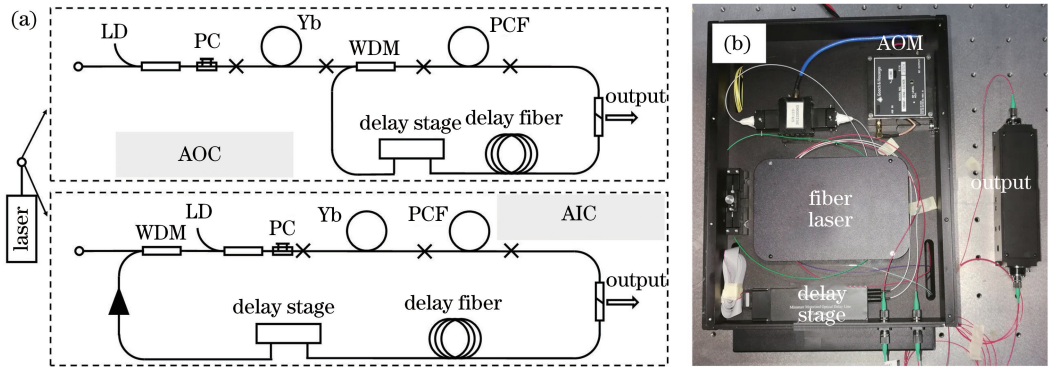 (a)
Yb
PCF
LD
PC
WDM
output
delay stage
delay fiber
AOC
laser
LD
Yb
PCF
AIC
WDM
PC
output
delay stage
delay fiber
(b)
AOM
fiber
laser
output
delay
stage